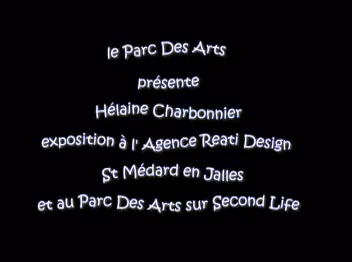 le Parc Des Arts
présente
Hélaine Charbonnier
exposition à l' Agence Reati Design
St Médard en Jalles
et au Parc Des Arts sur Second Life